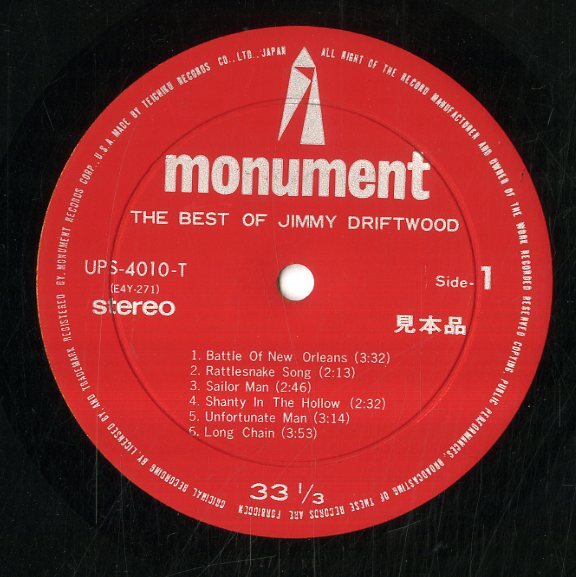 ORIGINAL RECORDING BY, LICENSED BY, AND TRADEMARK REGISTERED BY, MONUMENT RECORDS CORP., U.S.A. MADE BY TEICHIKU RECORDS CO., LTD., JAPAN
ALL RIGHT OF THE RECORD MANUFACTORER AND OWNER OF THE WORK RECORDED RESERVED COPYING, PUBLIC PERFORMANCES, BROADCASTING OF THESE RECORDS ARE FORBIDDEN
monument
THE BEST OF JIMMY DRIFTWOOD
UPS-4010-T
(E4Y-271)
stereo
Side-1
見本品
1. Battle Of New Orleans (3:32)
2. Rattlesnake Song (2:13)
3. Sailor Man (2:46)
4. Shanty In The Hollow (2:32)
5. Unfortunate Man (3:14)
6. Long Chain (3:53)
33 1/3